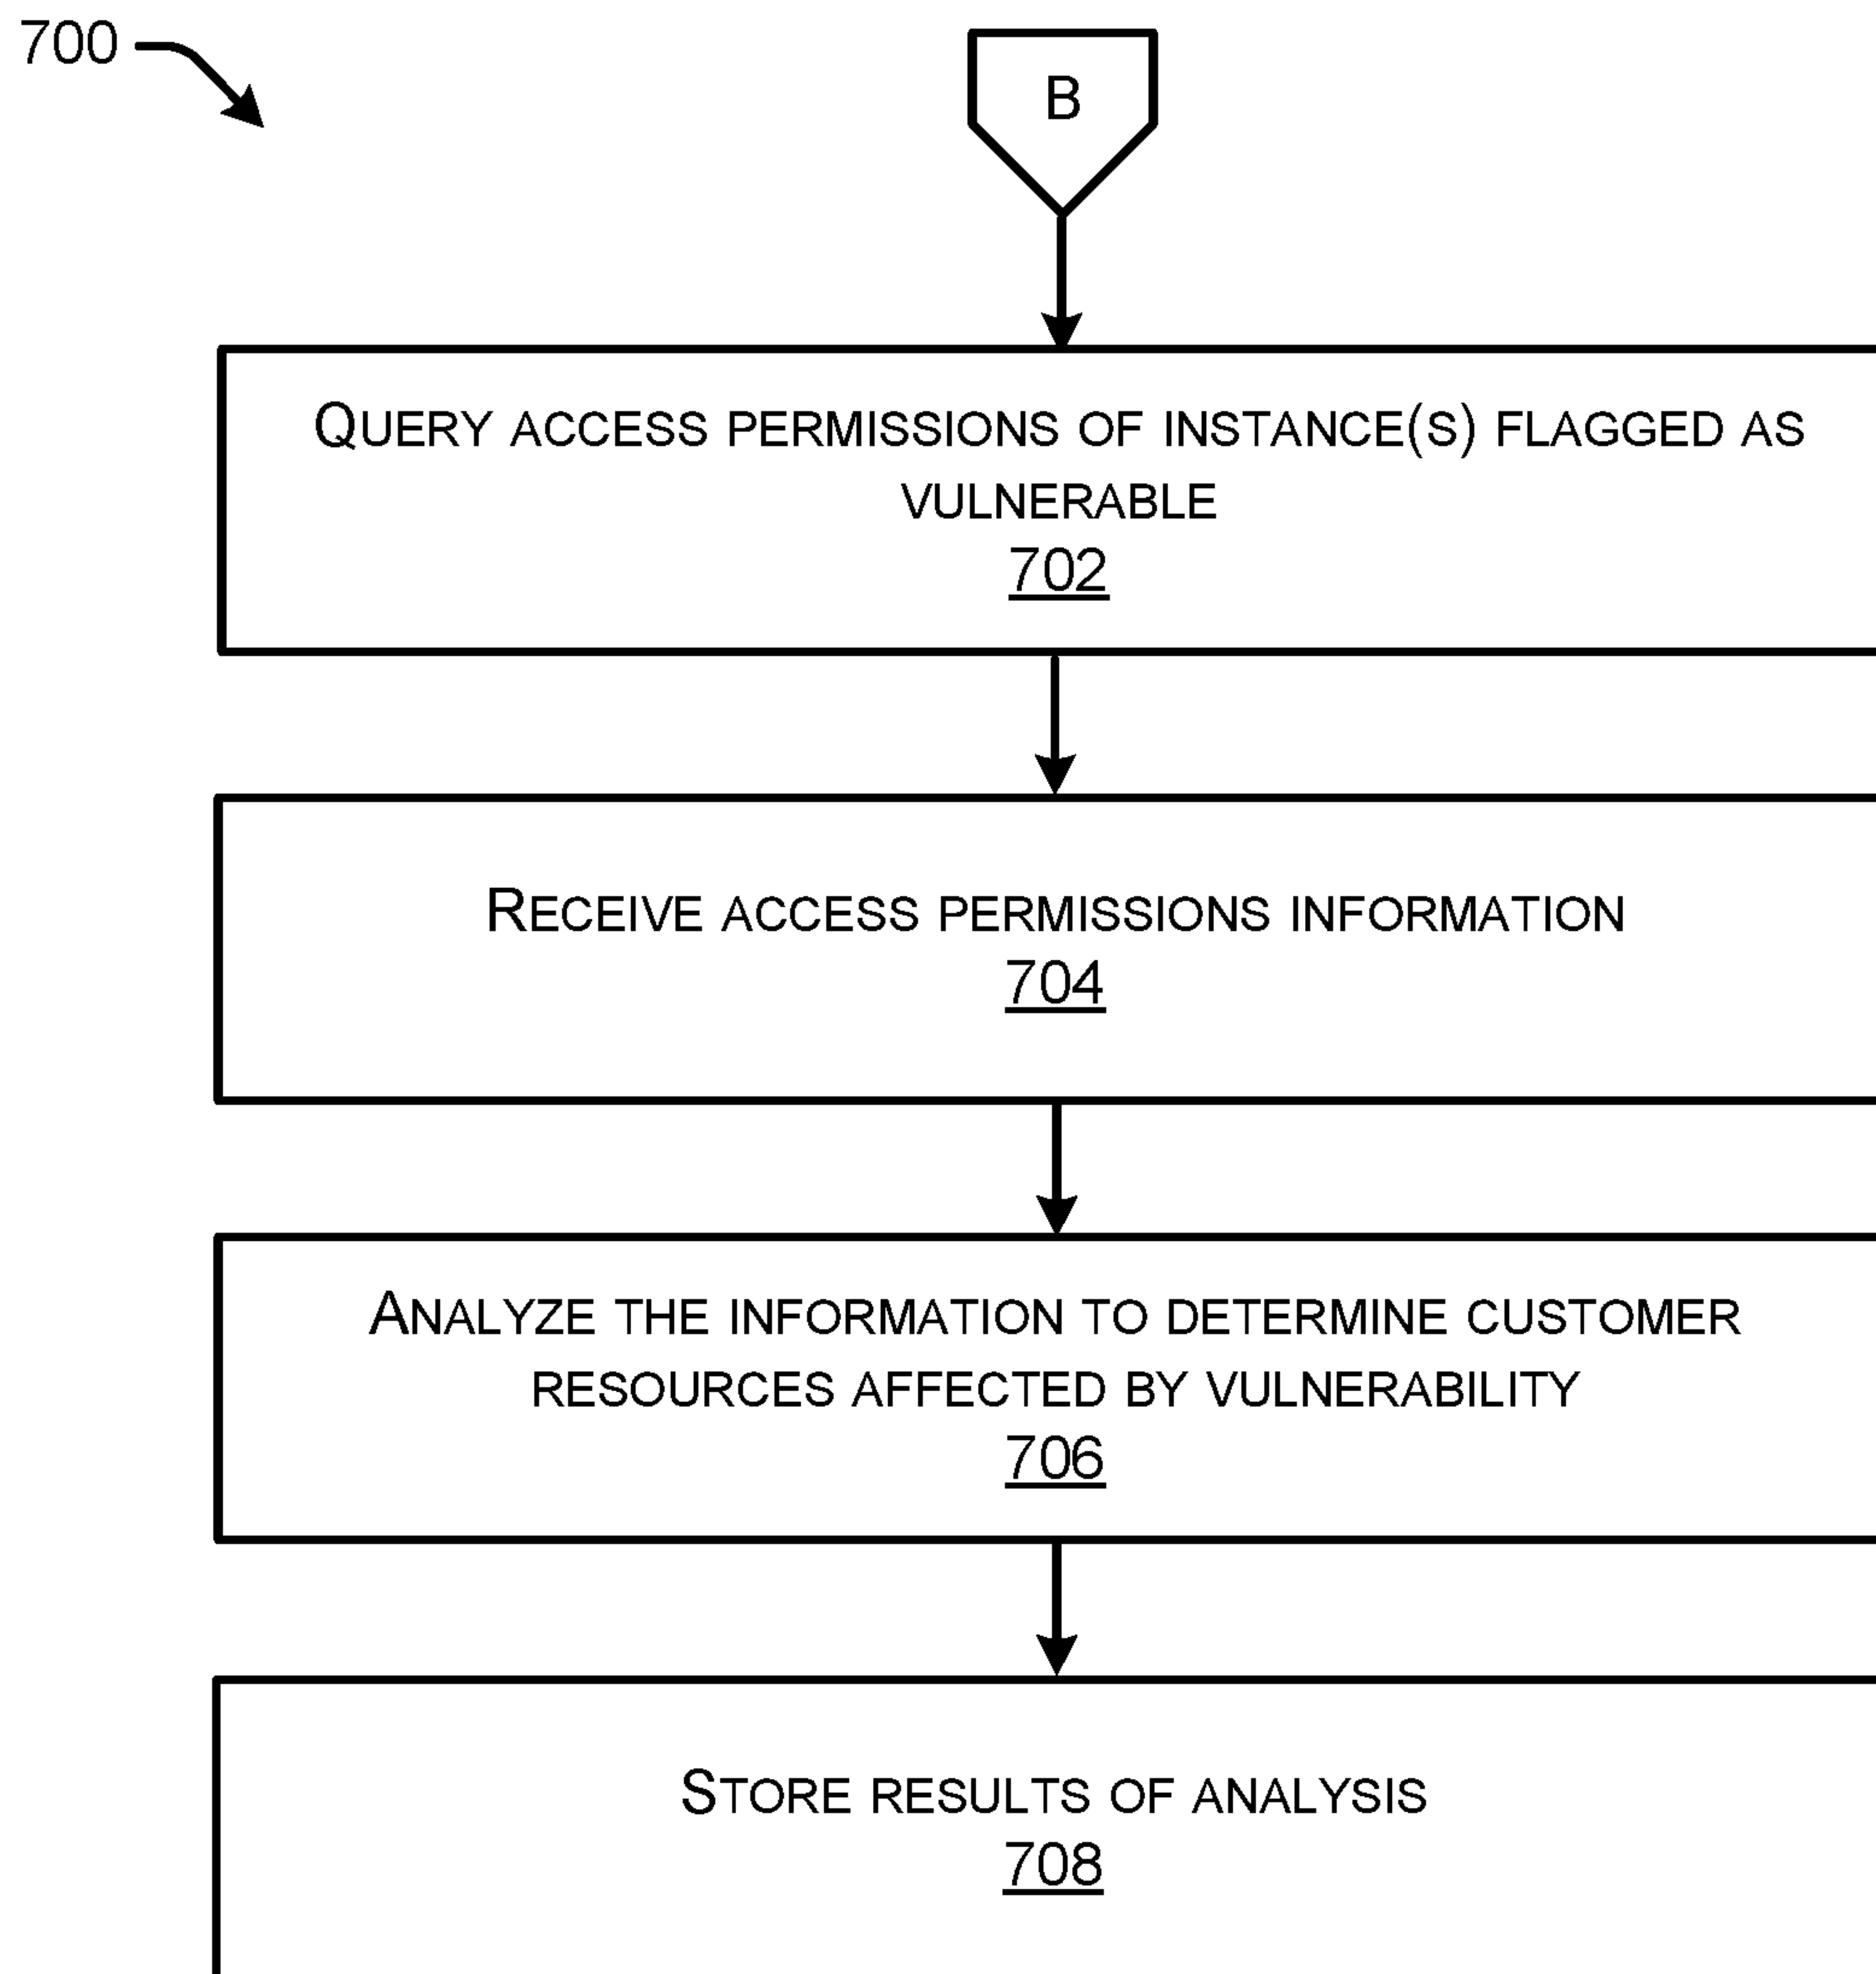 700
B
QUERY ACCESS PERMISSIONS OF INSTANCE(S) FLAGGED AS
VULNERABLE
702
RECEIVE ACCESS PERMISSIONS INFORMATION
704
ANALYZE THE INFORMATION TO DETERMINE CUSTOMER
RESOURCES AFFECTED BY VULNERABILITY
706
STORE RESULTS OF ANALYSIS
708